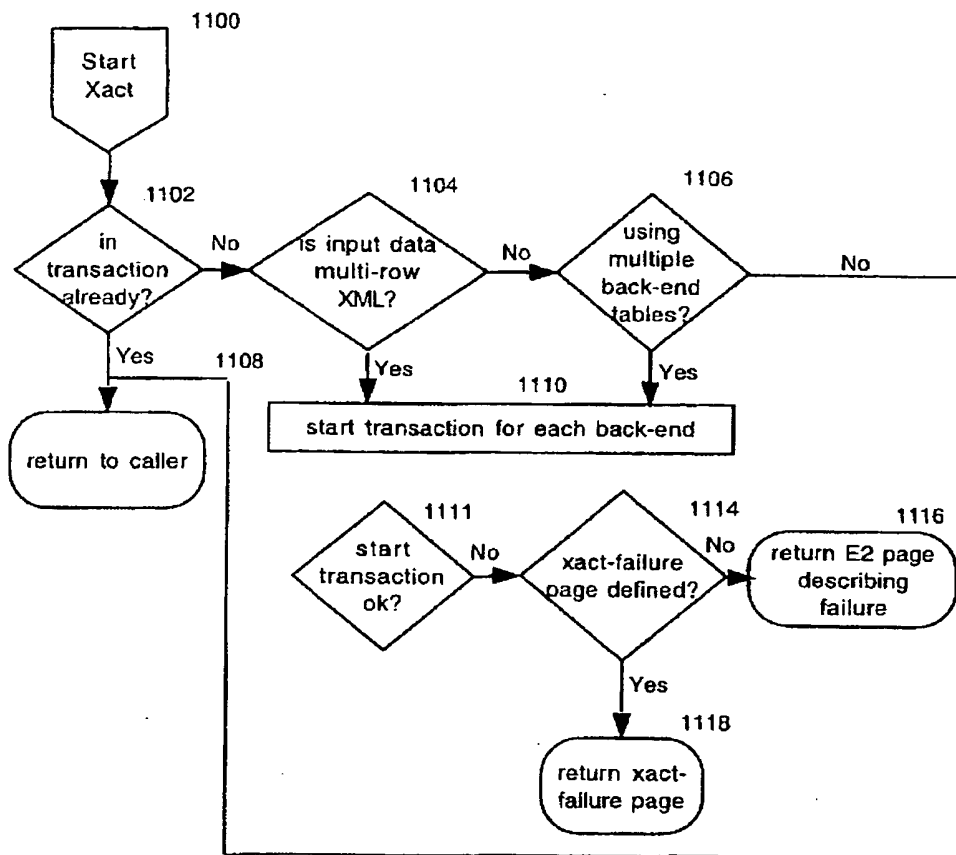 1100
Start
Xact
1102
in
transaction
already?
No
1104
is input data
multi-row
XML?
No
1106
using
multiple
back-end
tables?
No
Yes
1108
return to caller
Yes
Yes
1110
start transaction for each back-end
1111
start
transaction
ok?
No
1114
xact-failure
page defined?
No
1116
return E2 page
describing
failure
Yes
1118
return xact-
failure page